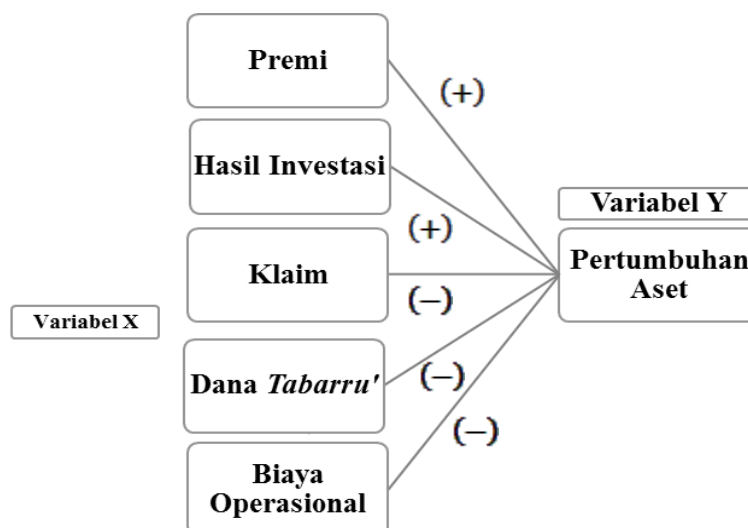 Premi
(+)
Hasil Investasi
(+)
Variabel Y
Klaim
(−)
Pertumbuhan
Aset
Variabel X
Dana Tabarru'
(−)
(−)
Biaya
Operasional